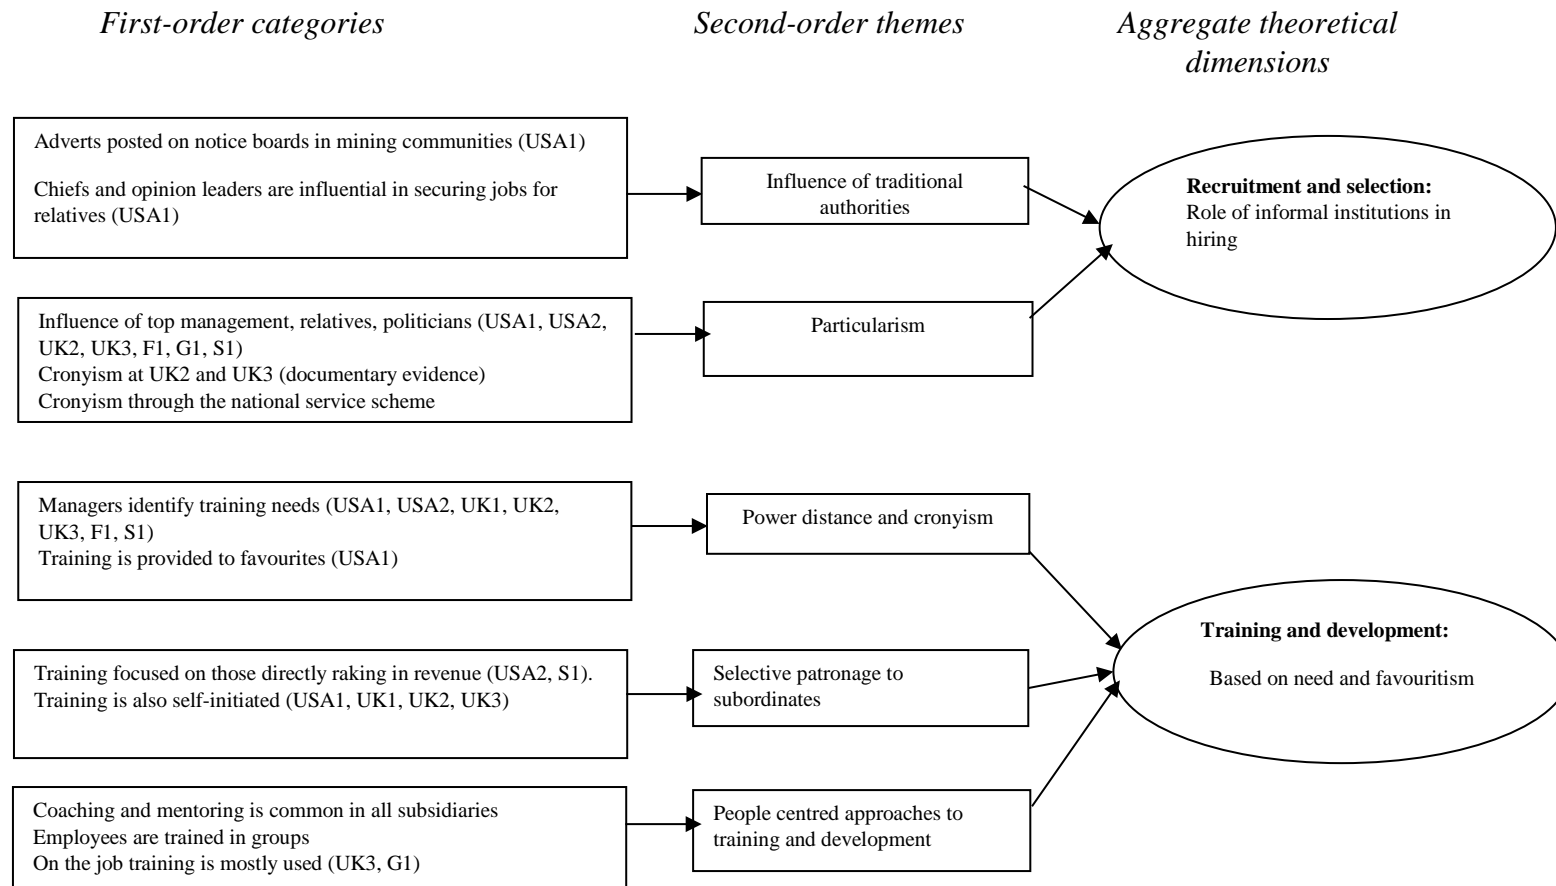 First-order categories
Second-order themes
Aggregate theoretical
dimensions
Adverts posted on notice boards in mining communities (USA1)
Chiefs and opinion leaders are influential in securing jobs for
relatives (USA1)
Influence of traditional
authorities
Recruitment and selection:
Role of informal institutions in
hiring
Influence of top management, relatives, politicians (USA1, USA2,
UK2, UK3, F1, G1, S1)
Cronyism at UK2 and UK3 (documentary evidence)
Cronyism through the national service scheme
Particularism
Managers identify training needs (USA1, USA2, UK1, UK2,
UK3, F1, S1)
Training is provided to favourites (USA1)
Power distance and cronyism
Training and development:
Based on need and favouritism
Training focused on those directly raking in revenue (USA2, S1).
Training is also self-initiated (USA1, UK1, UK2, UK3)
Selective patronage to
subordinates
Coaching and mentoring is common in all subsidiaries
Employees are trained in groups
On the job training is mostly used (UK3, G1)
People centred approaches to
training and development